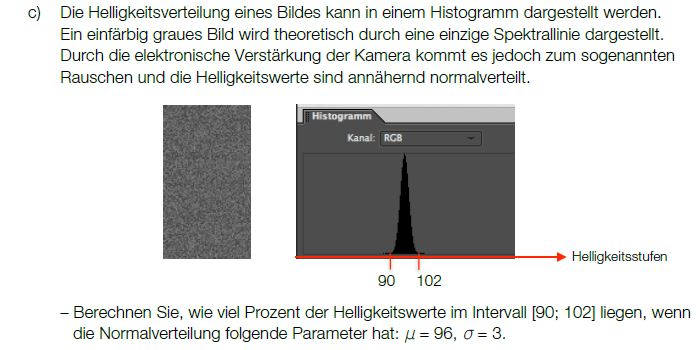 c) Die Helligkeitsverteilung eines Bildes kann in einem Histogramm dargestellt werden.
Ein einfärbig graues Bild wird theoretisch durch eine einzige Spektrallinie dargestellt.
Durch die elektronische Verstärkung der Kamera kommt es jedoch zum sogenannten
Rauschen und die Helligkeitswerte sind annähernd normalverteilt.
Histogramm
Kanal: RGB
Helligkeitsstufen
90 102
– Berechnen Sie, wie viel Prozent der Helligkeitswerte im Intervall [90; 102] liegen, wenn
die Normalverteilung folgende Parameter hat: μ = 96, σ = 3.